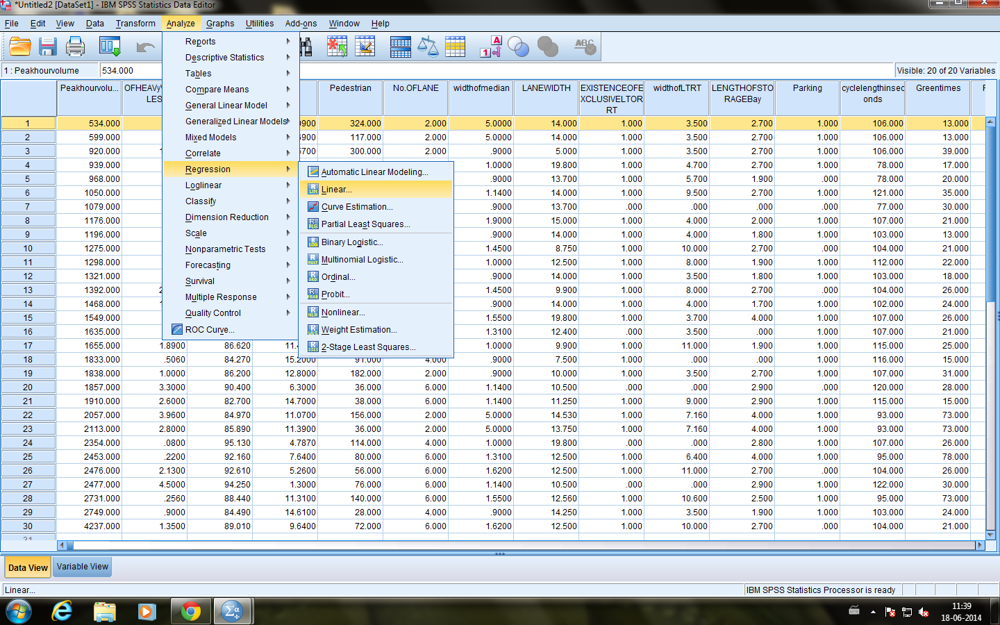 *Untitled2 [DataSet1] - IBM SPSS Statistics Data Editor
File Edit View Data Transform Analyze Graphs Utilities Add-ons Window Help
1 : Peakhourvolume 534.000 Visible: 20 of 20 Variables
Reports
Descriptive Statistics
Tables
Compare Means
General Linear Model
Generalized Linear Models
Mixed Models
Correlate
Regression
Loglinear
Classify
Dimension Reduction
Scale
Nonparametric Tests
Forecasting
Survival
Multiple Response
Quality Control
ROC Curve...
Automatic Linear Modeling...
Linear...
Curve Estimation...
Partial Least Squares...
Binary Logistic...
Multinomial Logistic...
Ordinal...
Probit...
Nonlinear...
Weight Estimation...
2-Stage Least Squares...
Peakhourvolu... Pedestrian No.OFLANE widthofmedian LANEWIDTH EXISTENCEOFEXCLUSIVELTORRT widthofLTRT LENGTHOFSTORAGEBay Parking cyclelengthinseconds Greentimes
1 534.000 324.000 2.000 5.0000 14.000 1.000 3.500 2.700 1.000 106.000 13.000
2 599.000 117.000 2.000 5.0000 14.000 1.000 3.500 2.700 1.000 106.000 13.000
3 920.000 300.000 2.000 .9000 5.000 1.000 3.500 2.700 1.000 106.000 39.000
4 939.000 1.0000 19.800 1.000 4.700 2.700 1.000 78.000 17.000
5 968.000 .9000 13.700 1.000 5.700 1.900 .000 78.000 20.000
6 1050.000 1.1400 14.000 1.000 9.500 2.700 1.000 121.000 35.000
7 1079.000 .9000 13.700 .000 .000 .000 .000 77.000 30.000
8 1176.000 1.9000 15.000 1.000 4.000 2.000 1.000 107.000 21.000
9 1196.000 .9000 14.000 1.000 4.000 1.800 1.000 103.000 13.000
10 1275.000 1.4500 8.750 1.000 10.000 2.700 .000 104.000 21.000
11 1298.000 1.0000 12.500 1.000 8.000 1.900 1.000 112.000 22.000
12 1321.000 .9000 14.000 1.000 3.500 1.800 1.000 103.000 18.000
13 1392.000 1.4500 9.900 1.000 8.000 2.700 .000 104.000 26.000
14 1468.000 .9000 14.000 1.000 4.000 1.700 1.000 102.000 24.000
15 1549.000 1.5500 19.800 1.000 3.700 4.000 1.000 107.000 26.000
16 1635.000 1.3100 12.400 .000 3.500 .000 1.000 107.000 21.000
17 1655.000 1.8900 86.620 1.0000 9.900 1.000 11.000 1.900 1.000 115.000 25.000
18 1833.000 .5060 84.270 15.2000 91.000 4.000 .9000 7.500 1.000 .000 .000 1.000 116.000 15.000
19 1838.000 1.0000 86.200 12.8000 182.000 2.000 .9000 10.000 1.000 3.500 2.700 1.000 107.000 31.000
20 1857.000 3.3000 90.400 6.3000 36.000 6.000 1.1400 10.500 .000 .000 2.900 .000 120.000 28.000
21 1910.000 2.6000 82.700 14.7000 38.000 6.000 1.1400 11.250 1.000 9.000 2.900 1.000 115.000 15.000
22 2057.000 3.9600 84.970 11.0700 156.000 2.000 5.0000 14.530 1.000 7.160 4.000 1.000 93.000 73.000
23 2113.000 2.8000 85.890 11.3900 36.000 2.000 5.0000 13.750 1.000 7.160 4.000 1.000 93.000 73.000
24 2354.000 .0800 95.130 4.7870 114.000 4.000 1.0000 19.800 .000 .000 2.800 1.000 107.000 26.000
25 2453.000 .2200 92.160 7.6400 80.000 6.000 1.3100 12.500 1.000 6.400 4.000 1.000 95.000 78.000
26 2476.000 2.1300 92.610 5.2600 56.000 6.000 1.6200 12.500 1.000 11.000 2.700 .000 104.000 26.000
27 2477.000 4.5000 94.250 1.3000 76.000 6.000 1.1400 10.500 .000 .000 2.900 1.000 122.000 30.000
28 2731.000 .2560 88.440 11.3100 140.000 6.000 1.5500 12.560 1.000 10.600 2.500 1.000 95.000 73.000
29 2749.000 .9000 84.490 14.6100 28.000 4.000 .9000 14.250 1.000 3.500 1.900 1.000 103.000 24.000
30 4237.000 1.3500 89.010 9.6400 72.000 6.000 1.6200 12.500 1.000 10.000 2.700 .000 104.000 21.000
Data View Variable View
Linear... IBM SPSS Statistics Processor is ready
11:39
18-06-2014